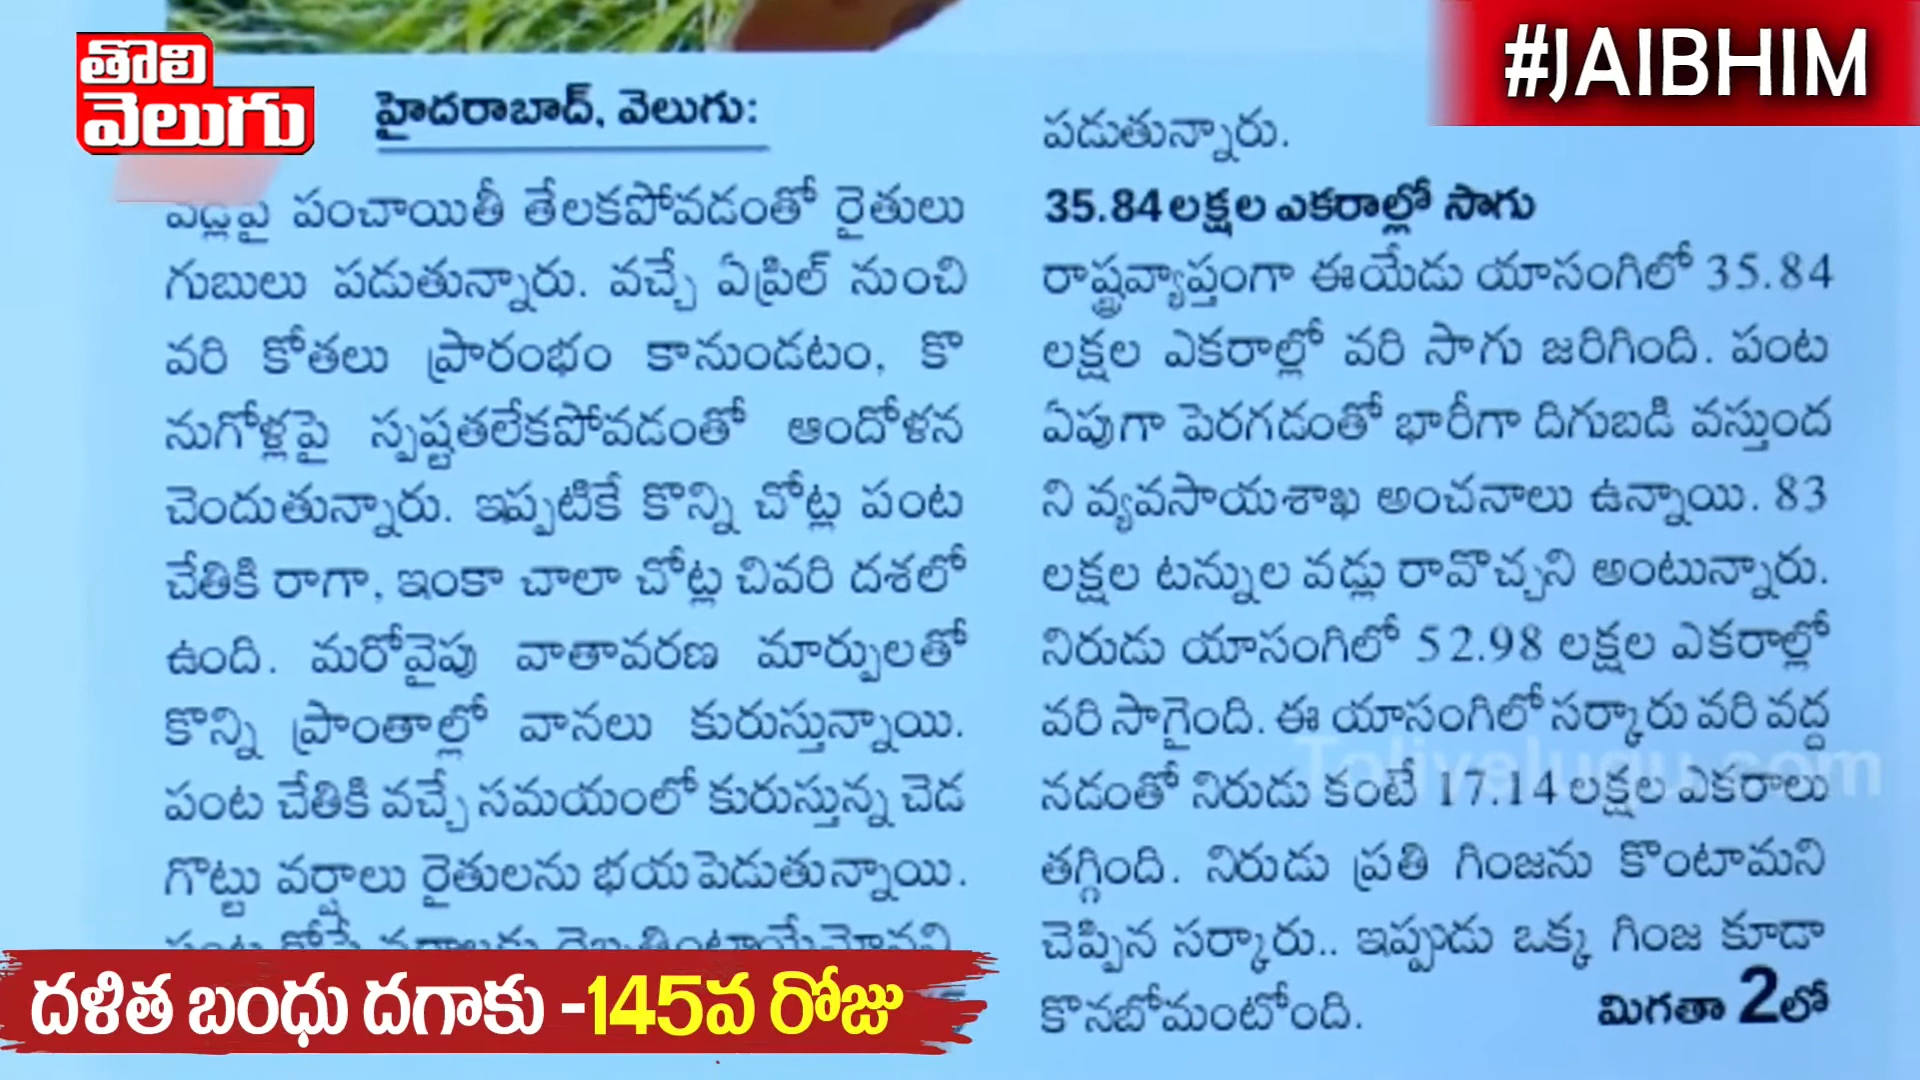 తొలి
వెలుగు
#JAIBHIM
హైదరాబాద్, వెలుగు:
వడ్లపై పంచాయితీ తేలకపోవడంతో రైతులు
గుబులు పడుతున్నారు. వచ్చే ఏప్రిల్ నుంచి
వరి కోతలు ప్రారంభం కానుండటం, కొ
నుగోళ్లపై స్పష్టతలేకపోవడంతో ఆందోళన
చెందుతున్నారు. ఇప్పటికే కొన్ని చోట్ల పంట
చేతికి రాగా, ఇంకా చాలా చోట్ల చివరి దశలో
ఉంది. మరోవైపు వాతావరణ మార్పులతో
కొన్ని ప్రాంతాల్లో వానలు కురుస్తున్నాయి.
పంట చేతికి వచ్చే సమయంలో కురుస్తున్న చెడ
గొట్టు వర్షాలు రైతులను భయపెడుతున్నాయి.
పడుతున్నారు.
35.84 లక్షల ఎకరాల్లో సాగు
రాష్ట్రవ్యాప్తంగా ఈయేడు యాసంగిలో 35.84
లక్షల ఎకరాల్లో వరి సాగు జరిగింది. పంట
ఏపుగా పెరగడంతో భారీగా దిగుబడి వస్తుంద
ని వ్యవసాయశాఖ అంచనాలు ఉన్నాయి. 83
లక్షల టన్నుల వడ్లు రావొచ్చని అంటున్నారు.
నిరుడు యాసంగిలో 52.98 లక్షల ఎకరాల్లో
వరి సాగైంది. ఈ యాసంగిలో సర్కారు వరి వద్ద
నడంతో నిరుడు కంటే 17.14 లక్షల ఎకరాలు
తగ్గింది. నిరుడు ప్రతి గింజను కొంటామని
చెప్పిన సర్కారు.. ఇప్పుడు ఒక్క గింజ కూడా
కొనబోమంటోంది.
మిగతా 2లో
Tolivelugu.com
దళిత బంధు దగాకు -145వ రోజు